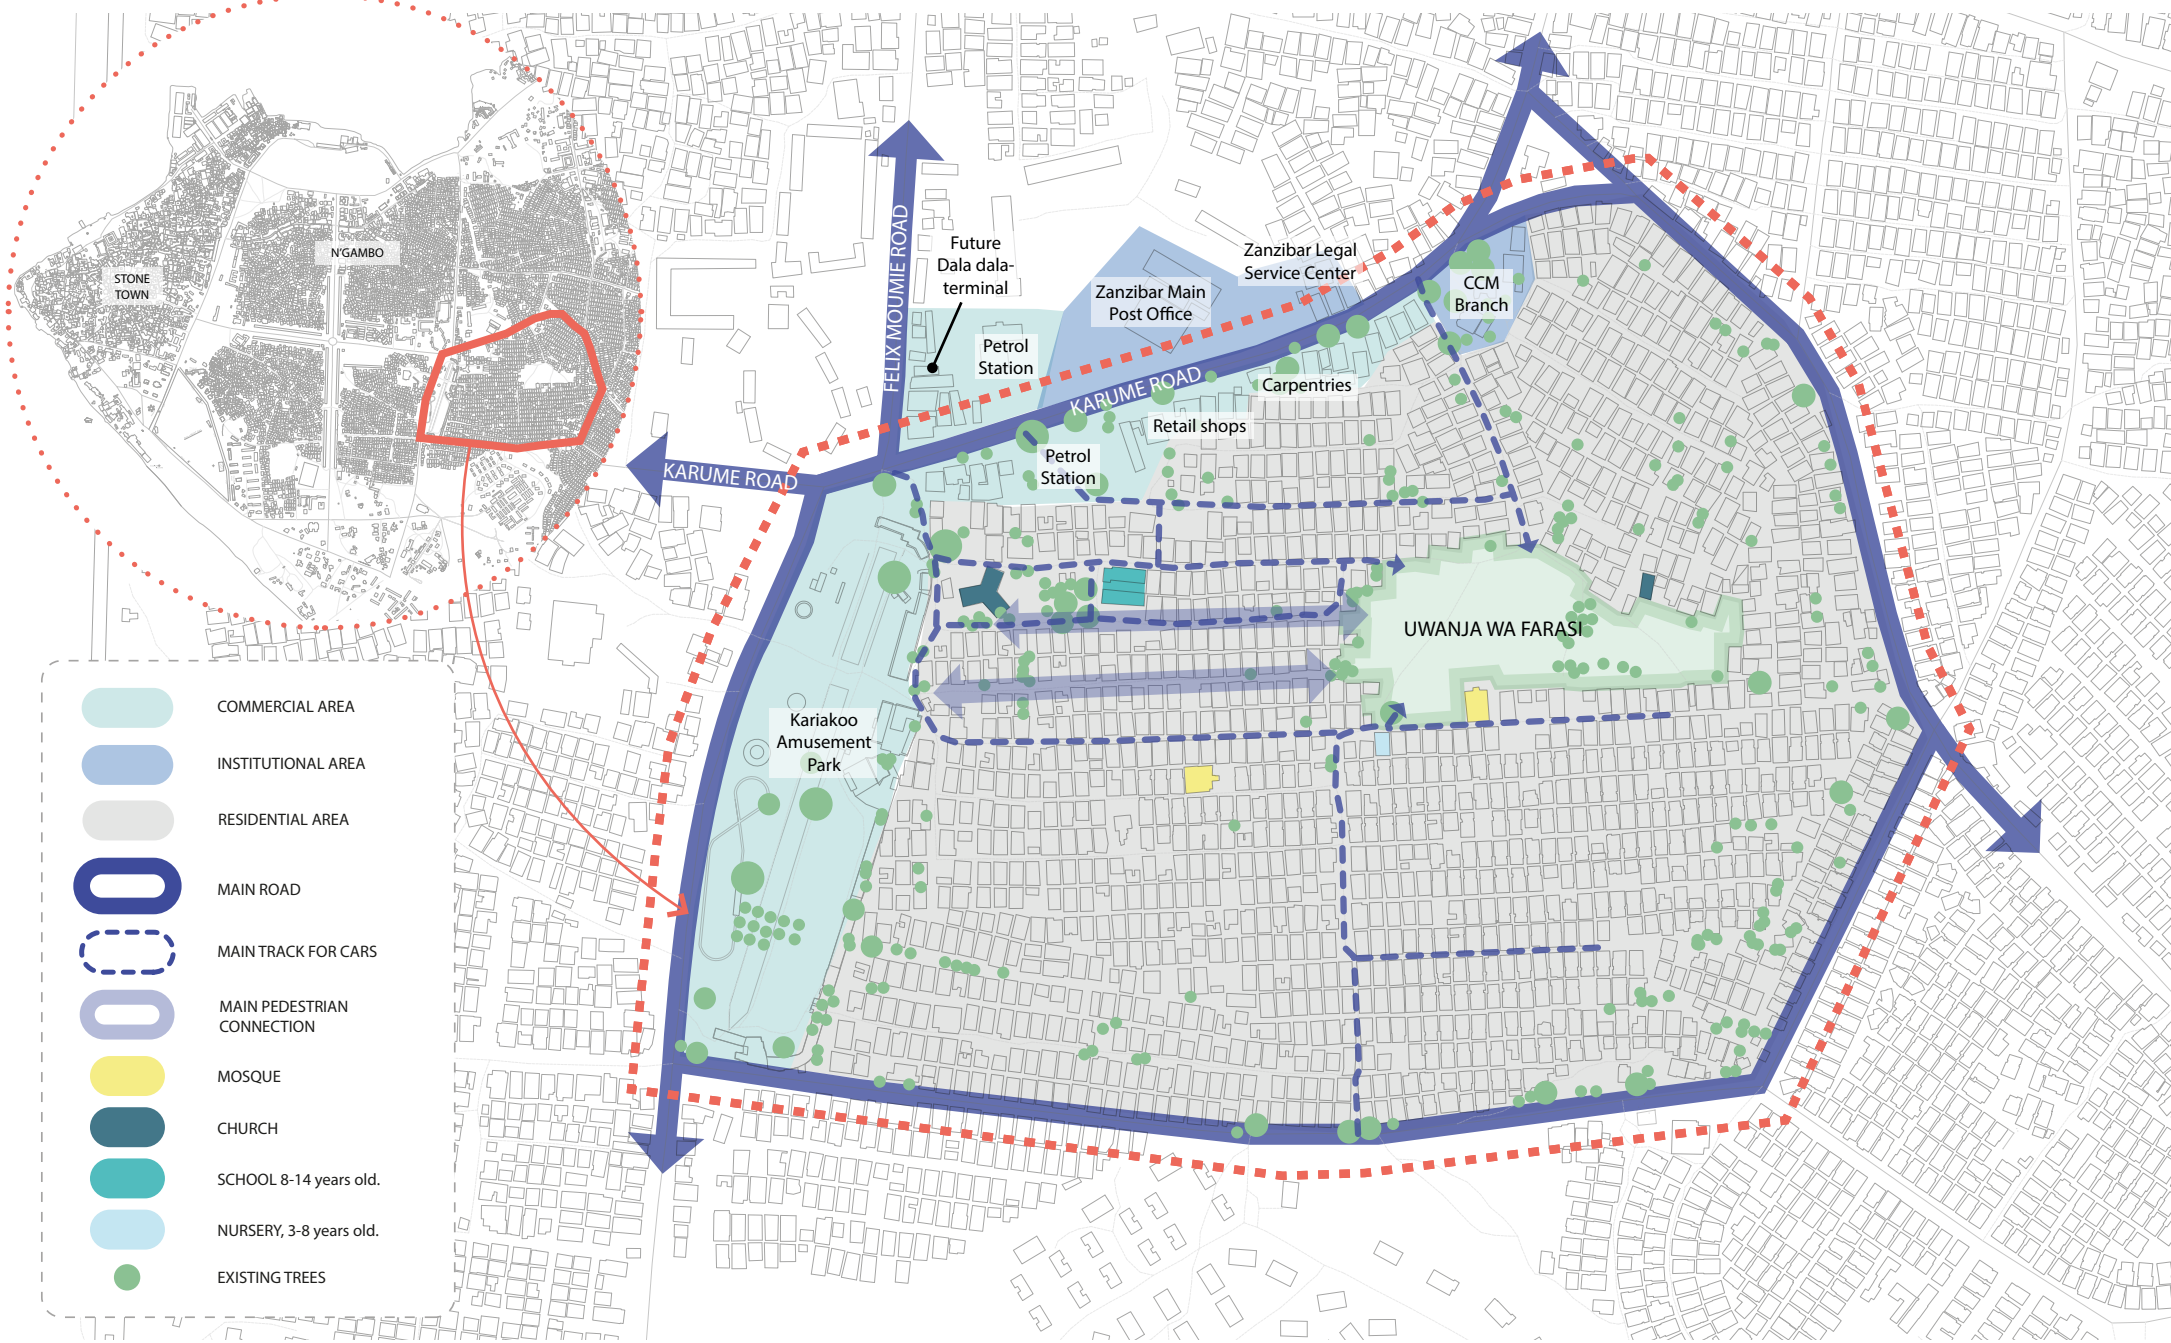 STONE
TOWN
N'GAMBO
FELIX MOUMIE ROAD
Future
Dala dala-
terminal
Petrol
Station
Zanzibar Main
Post Office
Zanzibar Legal
Service Center
CCM
Branch
KARUME ROAD
Carpentries
Retail shops
Petrol
Station
KARUME ROAD
UWANJA WA FARASI
Kariakoo
Amusement
Park
COMMERCIAL AREA
INSTITUTIONAL AREA
RESIDENTIAL AREA
MAIN ROAD
MAIN TRACK FOR CARS
MAIN PEDESTRIAN
CONNECTION
MOSQUE
CHURCH
SCHOOL 8-14 years old.
NURSERY, 3-8 years old.
EXISTING TREES